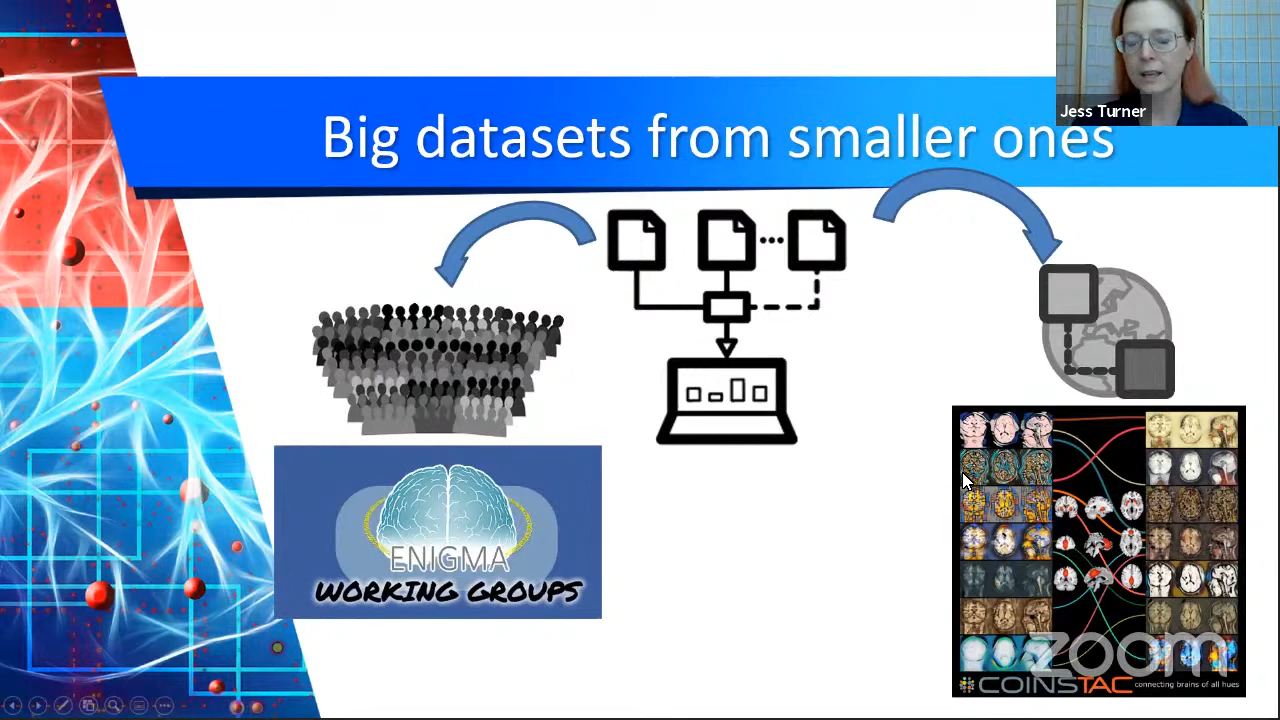 Jess Turner
Big datasets from smaller ones
ENIGMA
WORKING GROUPS
zoom
COINSTAC connecting brains of all hues